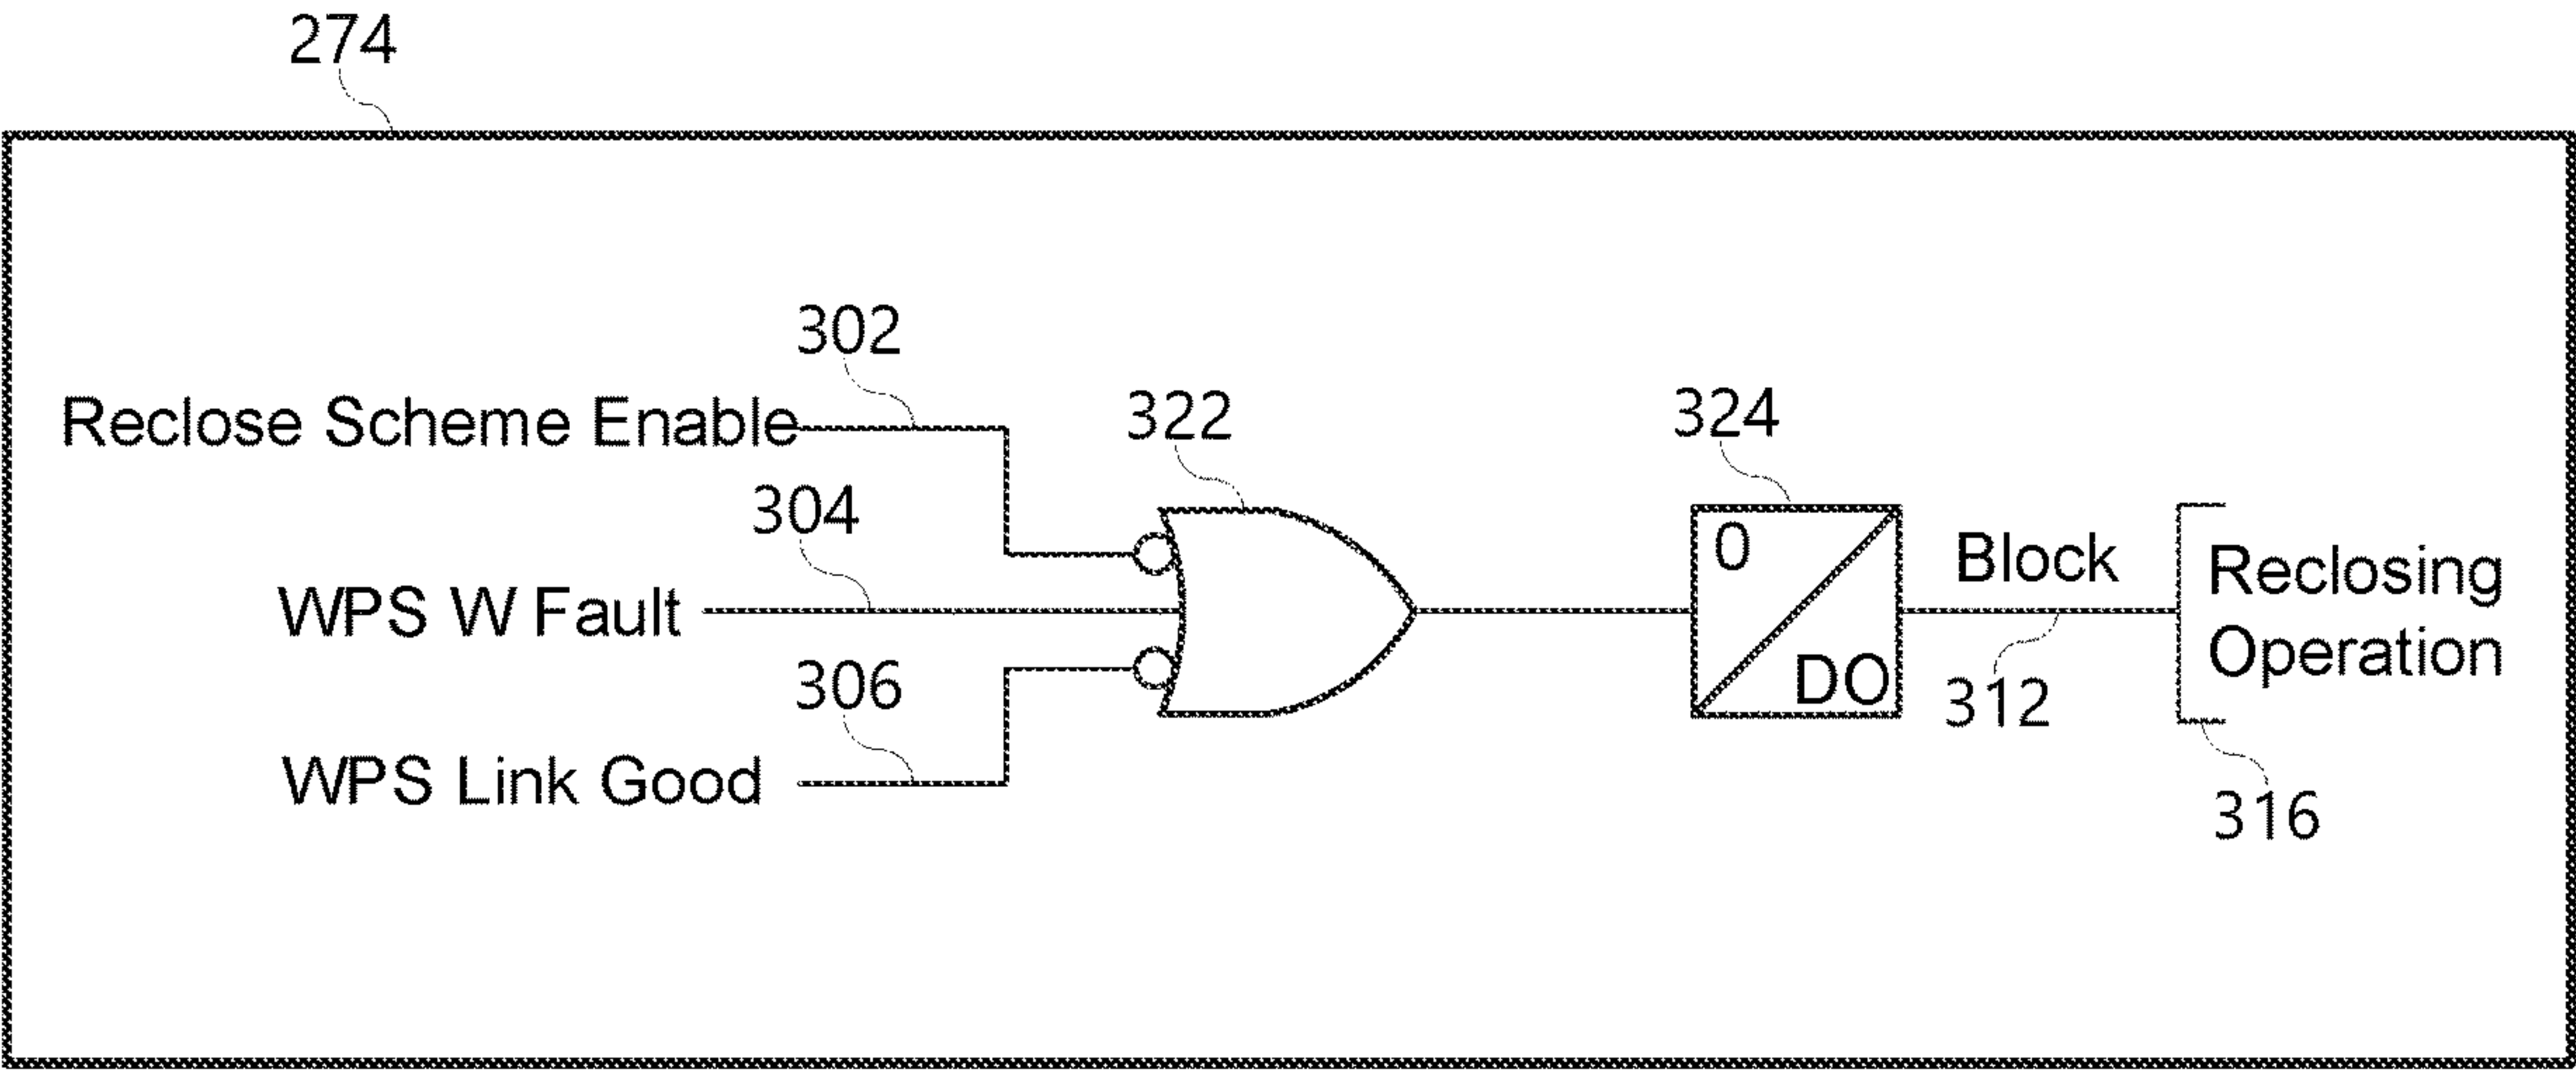 274
302
Reclose Scheme Enable
322
324
304
0
Block
Reclosing
WPS W Fault
Operation
306
DO
312
WPS Link Good
316